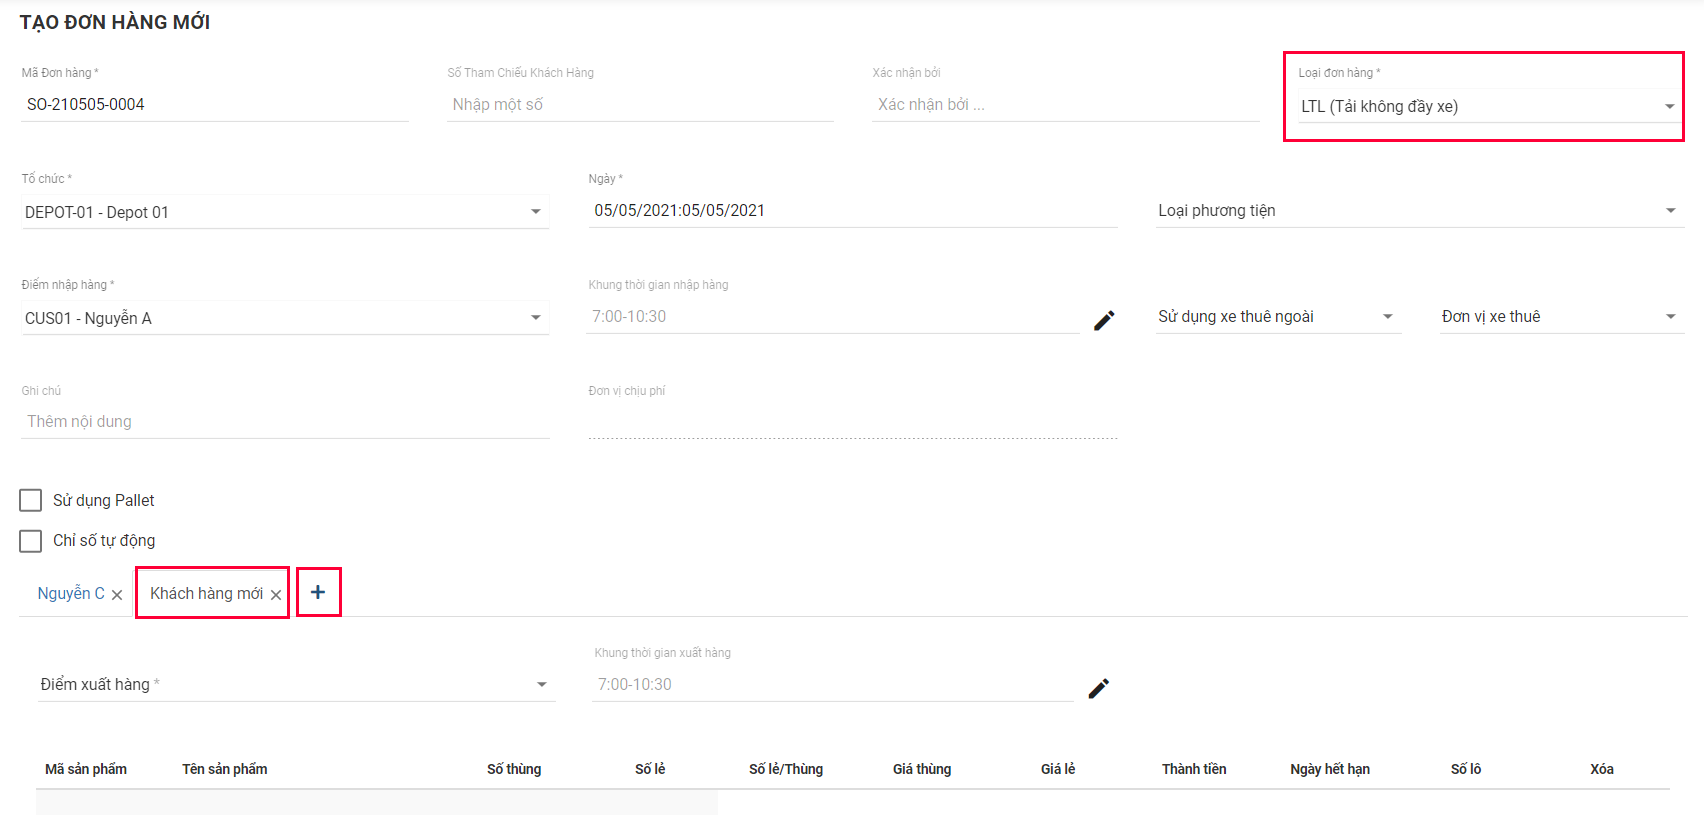 TẠO ĐƠN HÀNG MỚI
Mã Đơn hàng *
Số Tham Chiếu Khách Hàng
Xác nhận bởi
Loại đơn hàng *
SO-210505-0004
Nhập một số
Xác nhận bởi ...
LTL (Tải không đầy xe)
Tổ chức *
Ngày *
DEPOT-01 - Depot 01
05/05/2021:05/05/2021
Loại phương tiện
Điểm nhập hàng *
Khung thời gian nhập hàng
CUS01 - Nguyễn A
7:00-10:30
Sử dụng xe thuê ngoài
Đơn vị xe thuê
Ghi chú
Đơn vị chịu phí
Thêm nội dung
Sử dụng Pallet
Chỉ số tự động
Nguyễn C ×
Khách hàng mới ×
+
Khung thời gian xuất hàng
Điểm xuất hàng *
7:00-10:30
Mã sản phẩm
Tên sản phẩm
Số thùng
Số lẻ
Số lẻ/Thùng
Giá thùng
Giá lẻ
Thành tiền
Ngày hết hạn
Số lô
Xóa